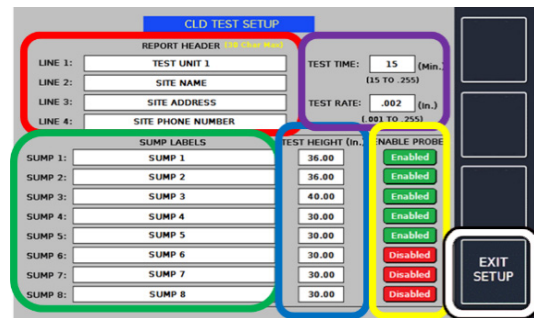 CLD TEST SETUP
REPORT HEADER (38 Char Max)
LINE 1: TEST UNIT 1
LINE 2: SITE NAME
LINE 3: SITE ADDRESS
LINE 4: SITE PHONE NUMBER
TEST TIME: 15 (Min.)
(15 TO .255)
TEST RATE: .002 (In.)
(.001 TO .255)
SUMP LABELS TEST HEIGHT (In.) ENABLE PROBE
SUMP 1: SUMP 1 36.00 Enabled
SUMP 2: SUMP 2 36.00 Enabled
SUMP 3: SUMP 3 40.00 Enabled
SUMP 4: SUMP 4 30.00 Enabled
SUMP 5: SUMP 5 30.00 Enabled
SUMP 6: SUMP 6 30.00 Disabled
SUMP 7: SUMP 7 30.00 Disabled
SUMP 8: SUMP 8 30.00 Disabled
EXIT
SETUP